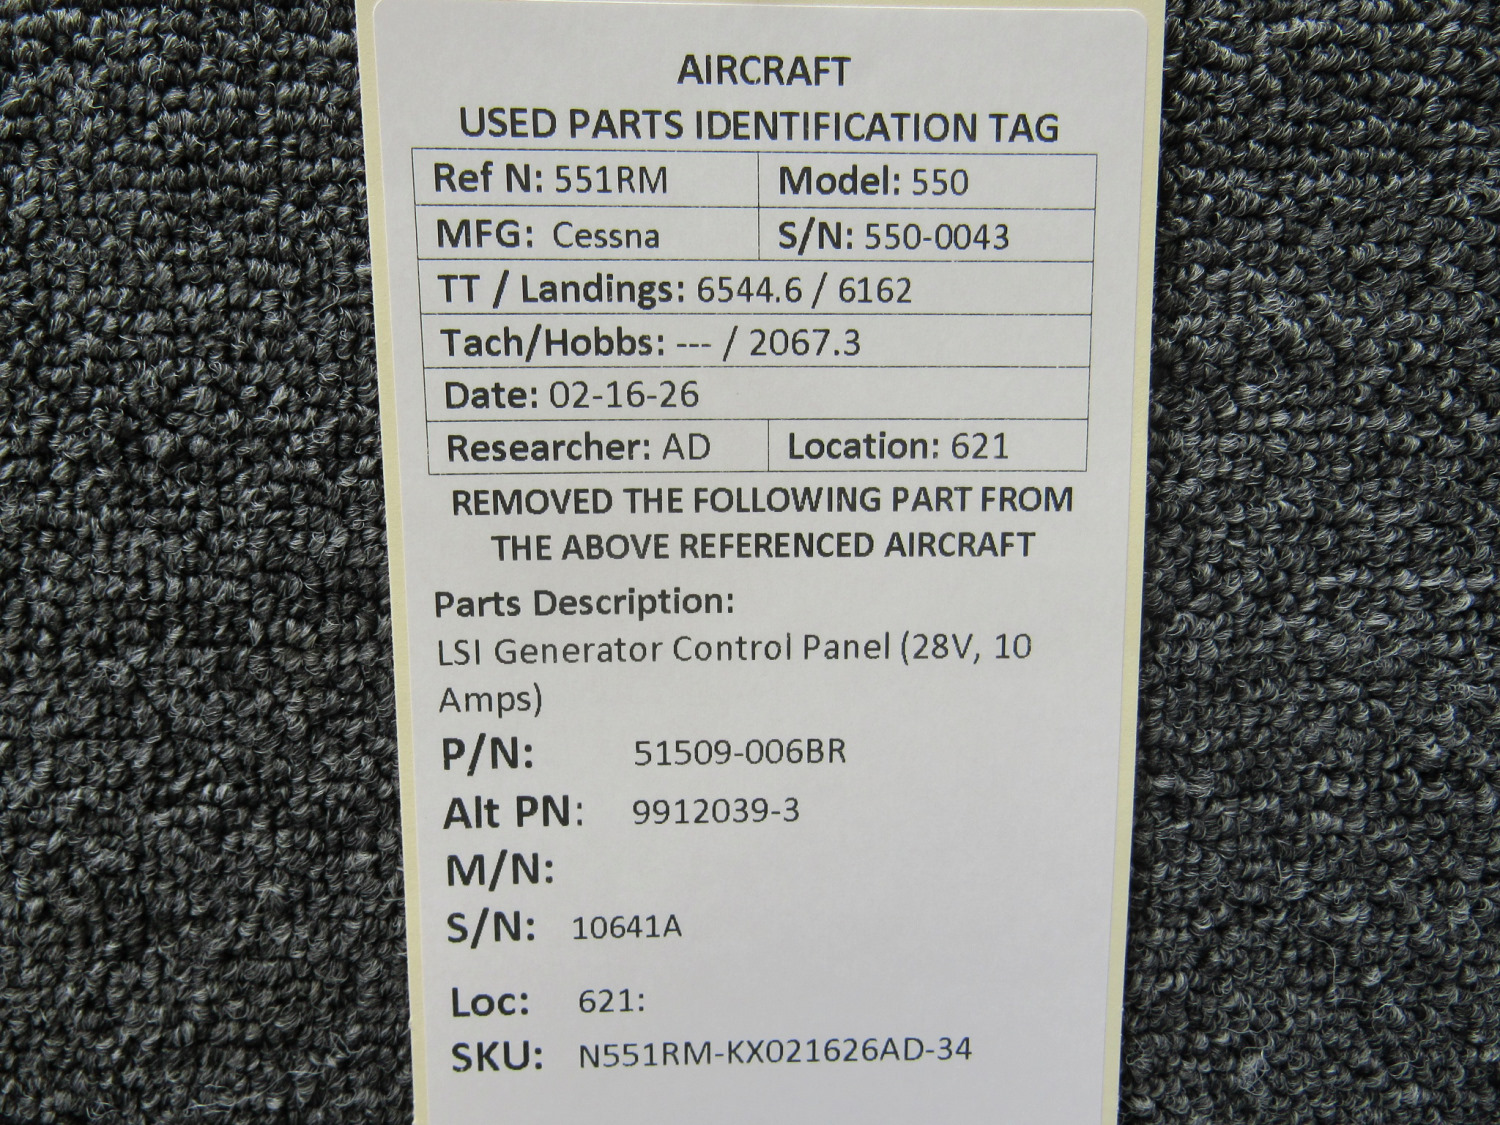 AIRCRAFT
USED PARTS IDENTIFICATION TAG
Ref N: 551RM Model: 550
MFG: Cessna S/N: 550-0043
TT / Landings: 6544.6 / 6162
Tach/Hobbs: --- / 2067.3
Date: 02-16-26
Researcher: AD Location: 621
REMOVED THE FOLLOWING PART FROM
THE ABOVE REFERENCED AIRCRAFT
Parts Description:
LSI Generator Control Panel (28V, 10
Amps)
P/N: 51509-006BR
Alt PN: 9912039-3
M/N:
S/N: 10641A
Loc: 621:
SKU: N551RM-KX021626AD-34